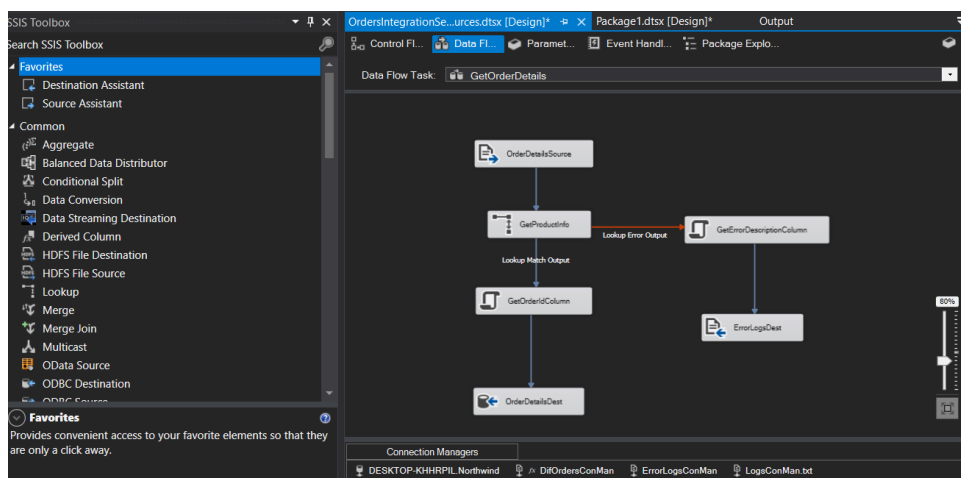 SSIS Toolbox
Search SSIS Toolbox
Favorites
Destination Assistant
Source Assistant
Common
Aggregate
Balanced Data Distributor
Conditional Split
Data Conversion
Data Streaming Destination
Derived Column
HDFS File Destination
HDFS File Source
Lookup
Merge
Merge Join
Multicast
OData Source
ODBC Destination
ODBC Source
Favorites
Provides convenient access to your favorite elements so that they
are only a click away.
OrdersIntegrationSe...urces.dtsx [Design]* Package1.dtsx [Design]* Output
Control Fl... Data Fl... Paramet... Event Handl... Package Explo...
Data Flow Task: GetOrderDetails
OrderDetailsSource
GetProductInfo
Lookup Error Output
GetErrorDescriptionColumn
Lookup Match Output
GetOrderIdColumn
ErrorLogsDest
OrderDetailsDest
80%
Connection Managers
DESKTOP-KHHRPIL.Northwind fx DifOrdersConMan ErrorLogsConMan LogsConMan.txt